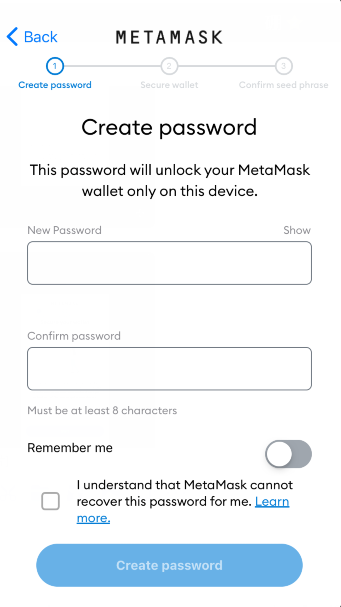 Back
METAMASK
1
2
3
Create password
Secure wallet
Confirm seed phrase
Create password
This password will unlock your MetaMask
wallet only on this device.
New Password
Show
Confirm password
Must be at least 8 characters
Remember me
I understand that MetaMask cannot
recover this password for me. Learn
more.
Create password